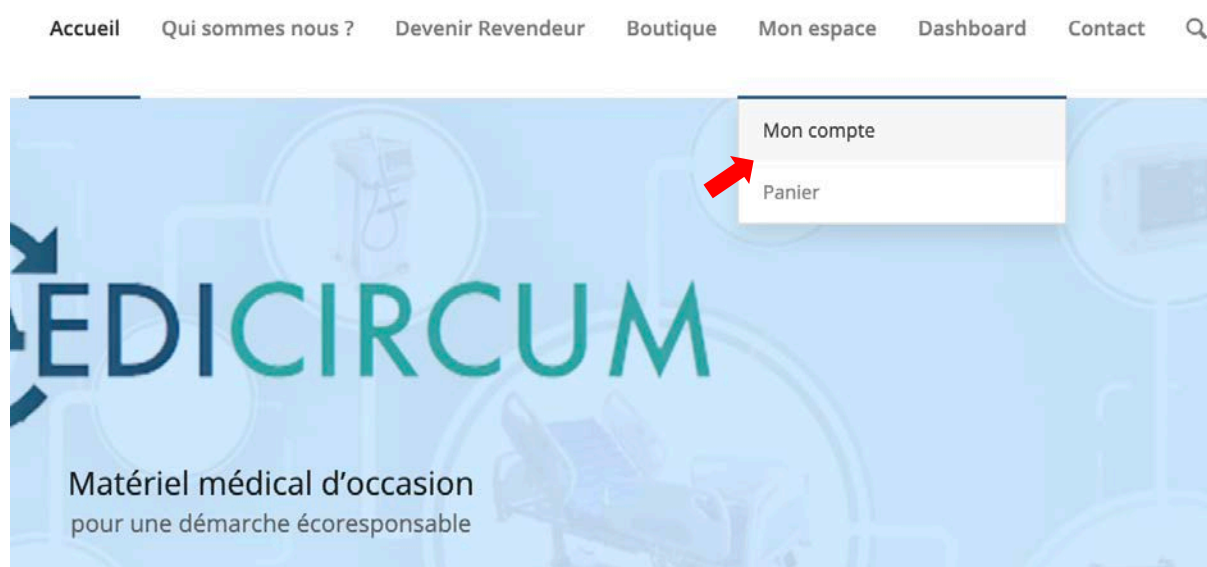 Accueil Qui sommes nous ? Devenir Revendeur Boutique Mon espace Dashboard Contact
Mon compte
Panier
EDICIRCUM
Matériel médical d’occasion
pour une démarche écoresponsable